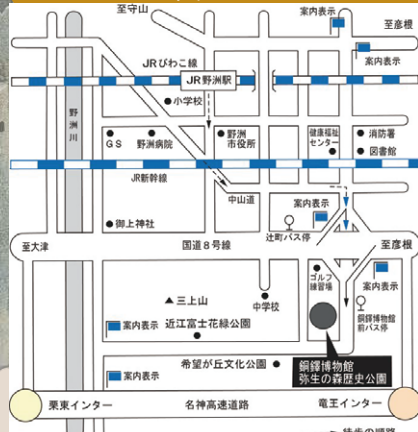 至守山
案内表示
至彦根
案内表示
JRびわこ線
JR野洲駅
小学校
野洲川
GS
野洲病院
野洲
市役所
健康福祉
センター
消防署
図書館
JR新幹線
中山道
案内表示
御上神社
辻町バス停
至大津
国道8号線
至彦根
案内表示
ゴルフ
練習場
三上山
中学校
銅鐸博物館
前バス停
案内表示
近江富士花緑公園
希望が丘文化公園
銅鐸博物館
弥生の森歴史公園
案内表示
栗東インター
名神高速道路
竜王インター
徒歩の順路